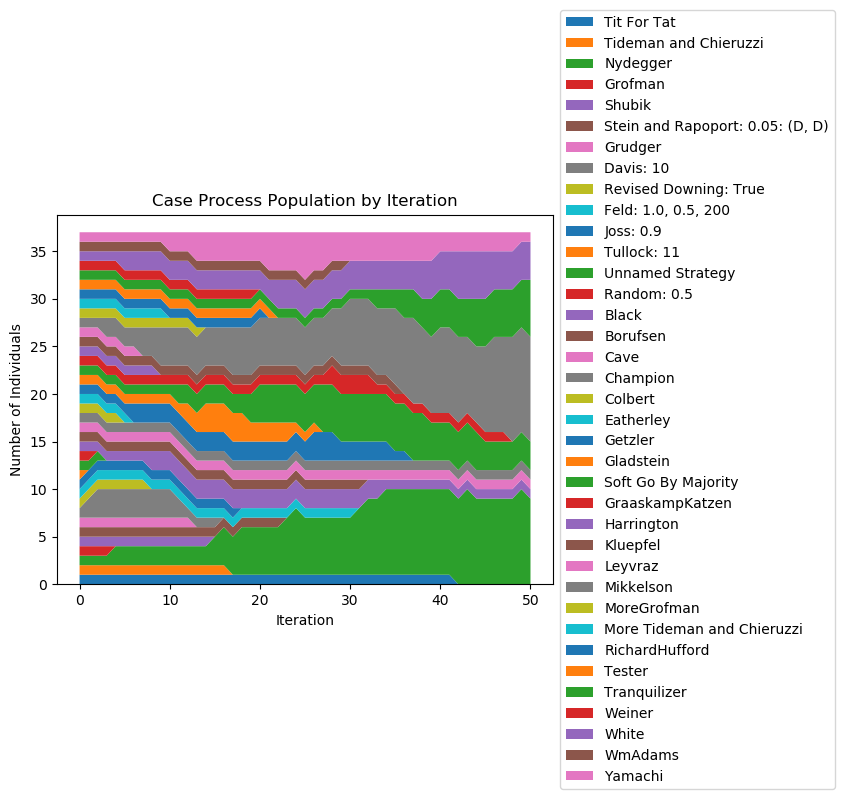 Case Process Population by Iteration
Number of Individuals
35
30
25
20
15
10
5
0
0 10 20 30 40 50
Iteration
Tit For Tat
Tideman and Chieruzzi
Nydegger
Grofman
Shubik
Stein and Rapoport: 0.05: (D, D)
Grudger
Davis: 10
Revised Downing: True
Feld: 1.0, 0.5, 200
Joss: 0.9
Tullock: 11
Unnamed Strategy
Random: 0.5
Black
Borufsen
Cave
Champion
Colbert
Eatherley
Getzler
Gladstein
Soft Go By Majority
GraaskampKatzen
Harrington
Kluepfel
Leyvraz
Mikkelson
MoreGrofman
More Tideman and Chieruzzi
RichardHufford
Tester
Tranquilizer
Weiner
White
WmAdams
Yamachi